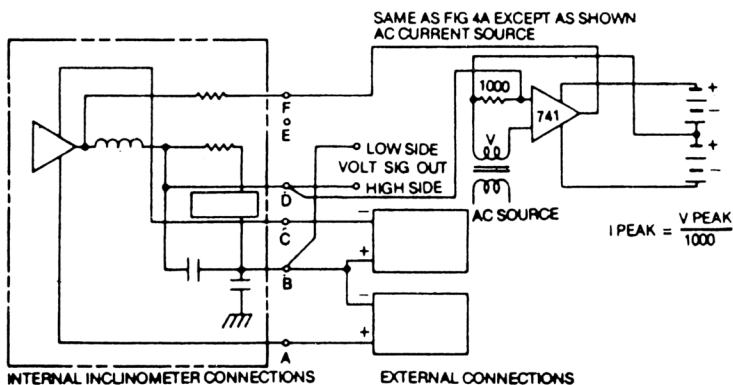 SAME AS FIG 4A EXCEPT AS SHOWN
AC CURRENT SOURCE
1000
+
–
741
F
E
V
+
–
LOW SIDE
VOLT SIG OUT
HIGH SIDE
D
AC SOURCE
I PEAK = V PEAK
1000
–
C
+
B
–
+
A
INTERNAL INCLINOMETER CONNECTIONS
EXTERNAL CONNECTIONS